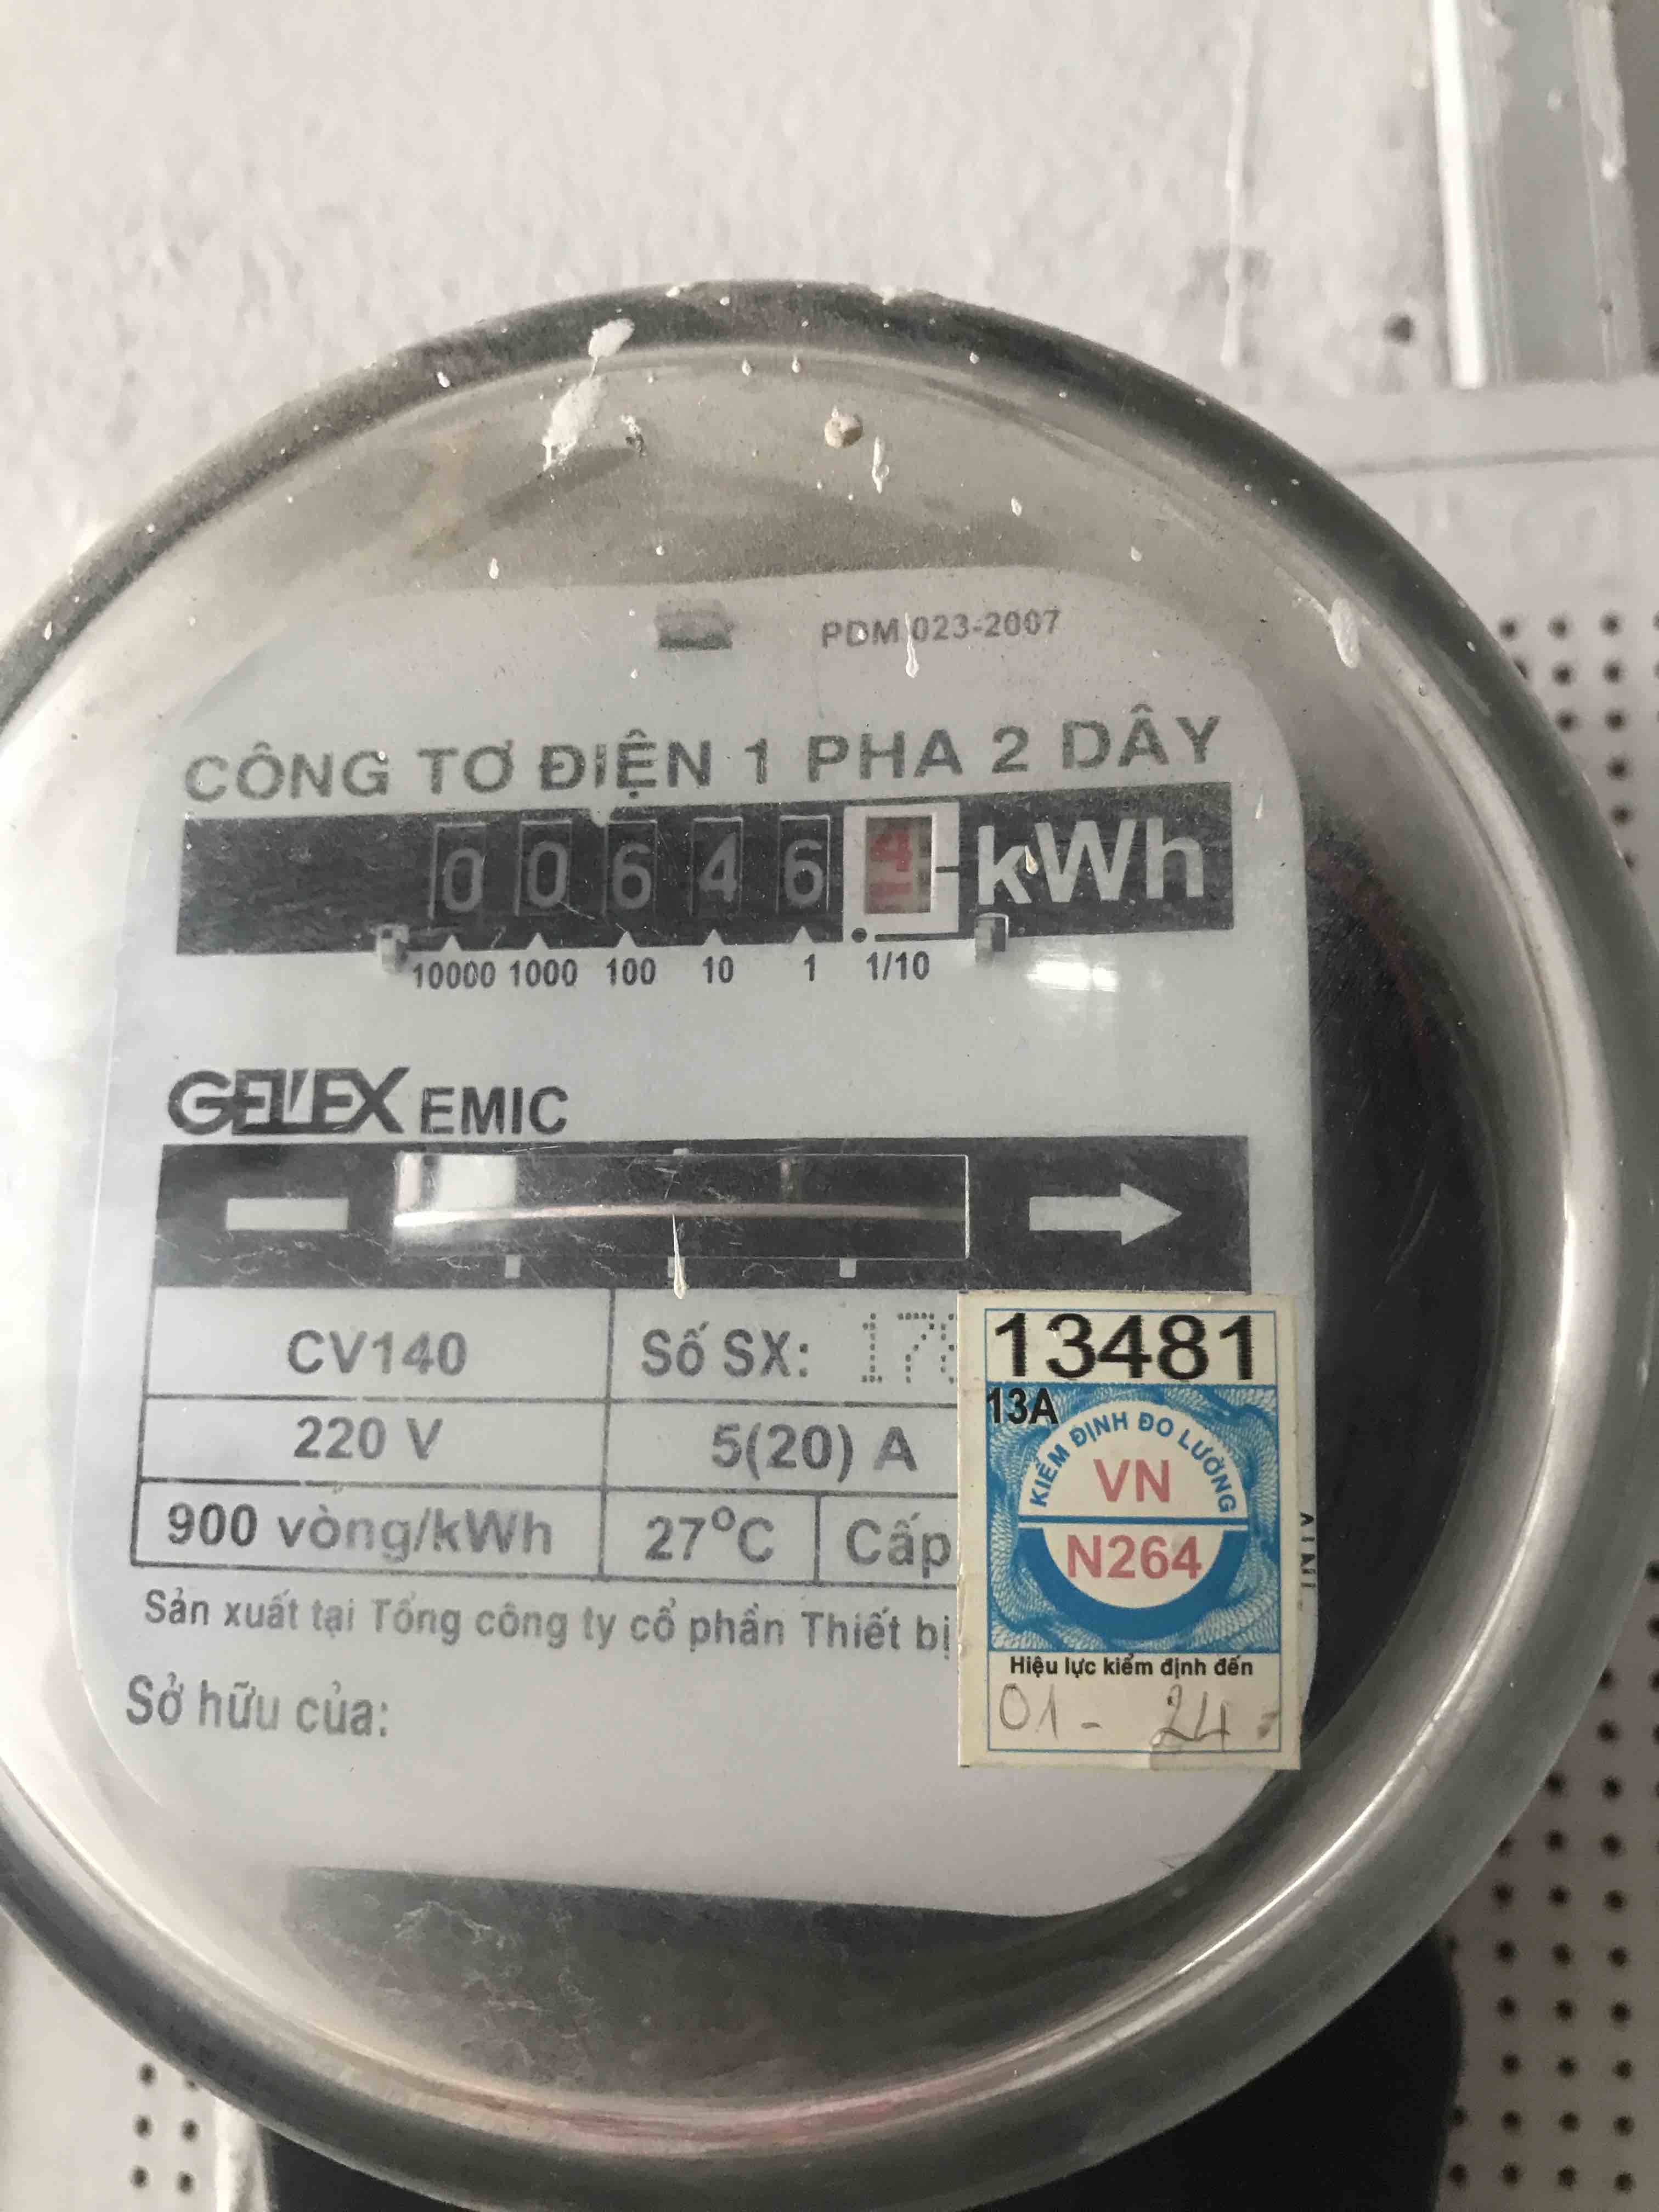 PDM 023-2007
CÔNG TƠ ĐIỆN 1 PHA 2 DÂY
0 0 6 4 6 kWh
10000 1000 100 10 1 1/10
GELEX EMIC
CV140 Số SX: 178
220 V 5(20) A
900 vòng/kWh 27°C Cấp
Sản xuất tại Tổng công ty cổ phần Thiết bị
Sở hữu của:
13481
13A
KIỂM ĐỊNH ĐO LƯỜNG
VN
N264
Hiệu lực kiểm định đến
01 - 24